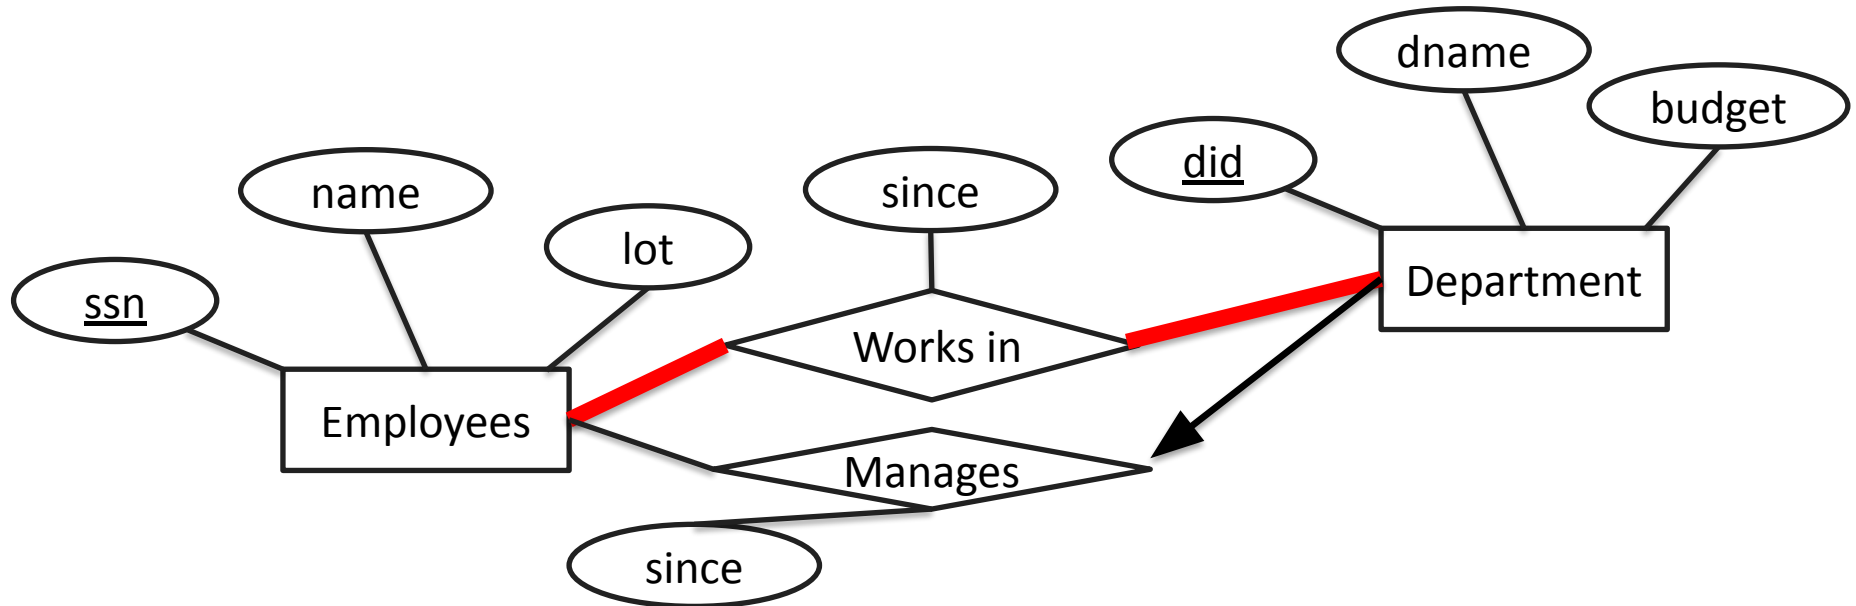 dname
budget
did
name
since
lot
Department
ssn
Works in
Employees
Manages
since